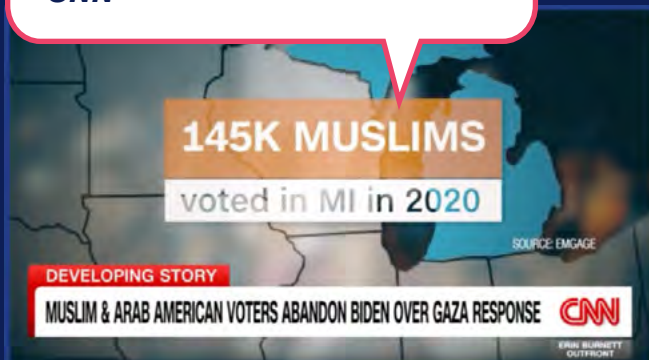 CNN
145K MUSLIMS
voted in MI in 2020
SOURCE: EMGAGE
DEVELOPING STORY
MUSLIM & ARAB AMERICAN VOTERS ABANDON BIDEN OVER GAZA RESPONSE CNN
ERIN BURNETT
OUTFRONT